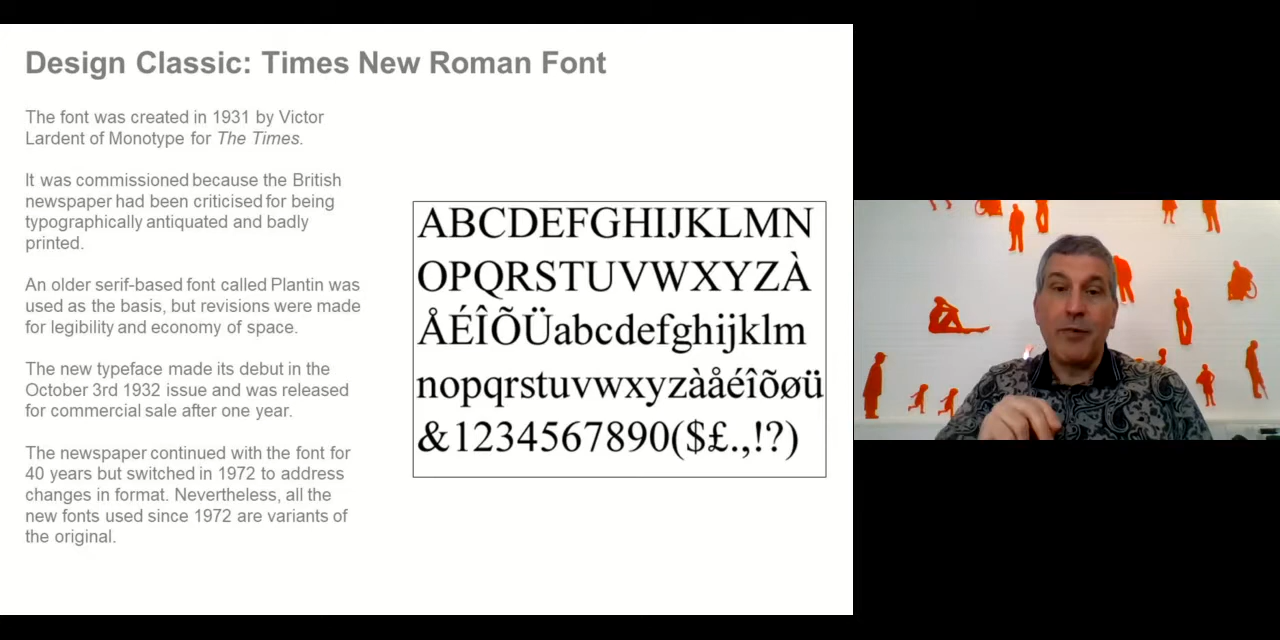 Design Classic: Times New Roman Font
The font was created in 1931 by Victor
Lardent of Monotype for The Times.
It was commissioned because the British
newspaper had been criticised for being
typographically antiquated and badly
printed.
An older serif-based font called Plantin was
used as the basis, but revisions were made
for legibility and economy of space.
The new typeface made its debut in the
October 3rd 1932 issue and was released
for commercial sale after one year.
The newspaper continued with the font for
40 years but switched in 1972 to address
changes in format. Nevertheless, all the
new fonts used since 1972 are variants of
the original.
ABCDEFGHIJKLMN
OPQRSTUVWXYZÀ
ÅÉÎÕÜabcdefghijklm
nopqrstuvwxyzàåéîõøü
&1234567890($£.,!?)